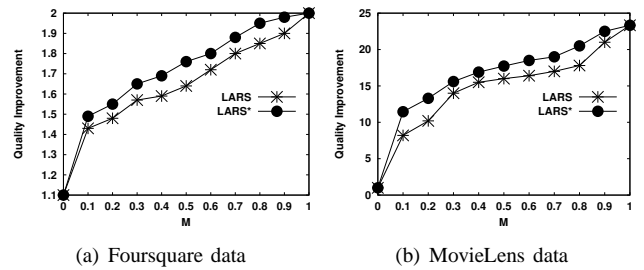 Quality Improvement
2
1.9
1.8
1.7
1.6
1.5
1.4
1.3
1.2
1.1
0 0.1 0.2 0.3 0.4 0.5 0.6 0.7 0.8 0.9 1
M
LARS
LARS*
(a) Foursquare data
Quality Improvement
25
20
15
10
5
0
0 0.1 0.2 0.3 0.4 0.5 0.6 0.7 0.8 0.9 1
M
LARS
LARS*
(b) MovieLens data